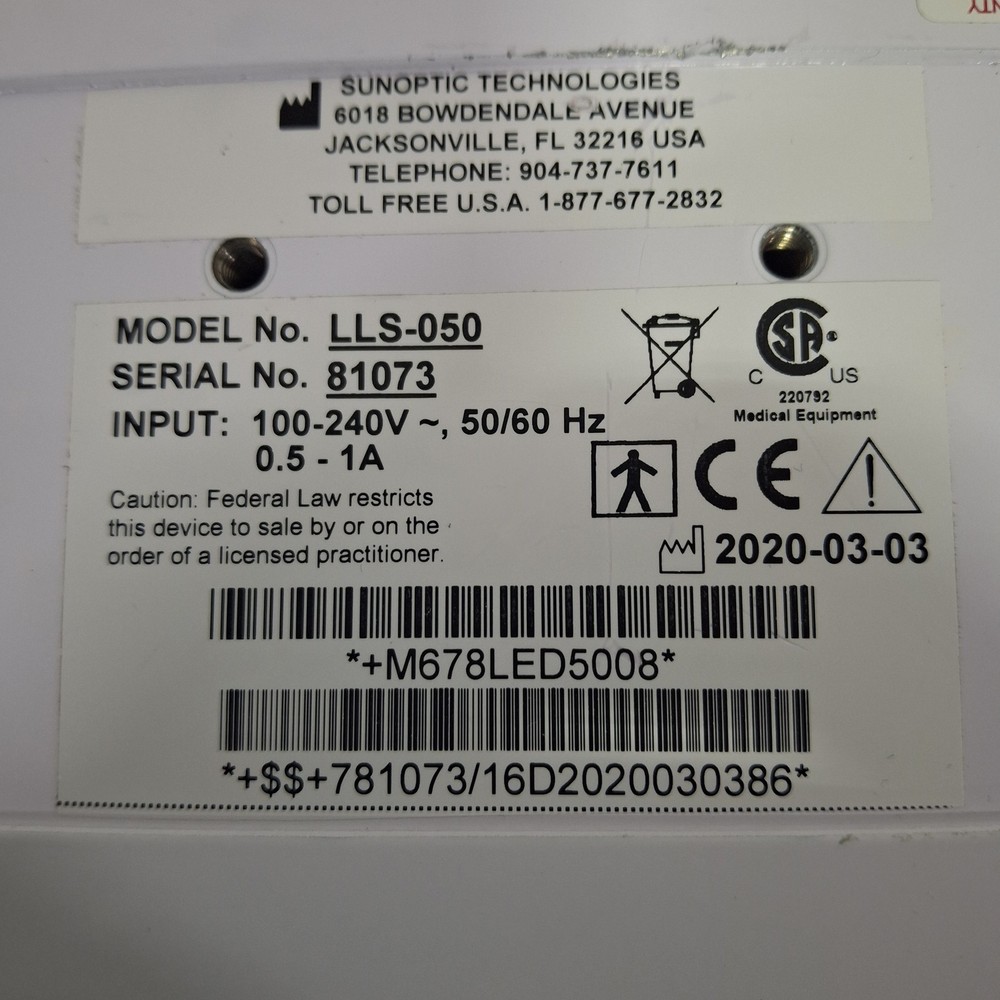 NTY
SUNOPTIC TECHNOLOGIES
6018 BOWDENDALE AVENUE
JACKSONVILLE, FL 32216 USA
TELEPHONE: 904-737-7611
TOLL FREE U.S.A. 1-877-677-2832
MODEL No. LLS-050
SERIAL No. 81073
INPUT: 100-240V ~, 50/60 Hz
0.5 - 1A
Caution: Federal Law restricts
this device to sale by or on the
order of a licensed practitioner.
CSA
C US
220792
Medical Equipment
CE
2020-03-03
*+M678LED5008*
*+$$+781073/16D2020030386*